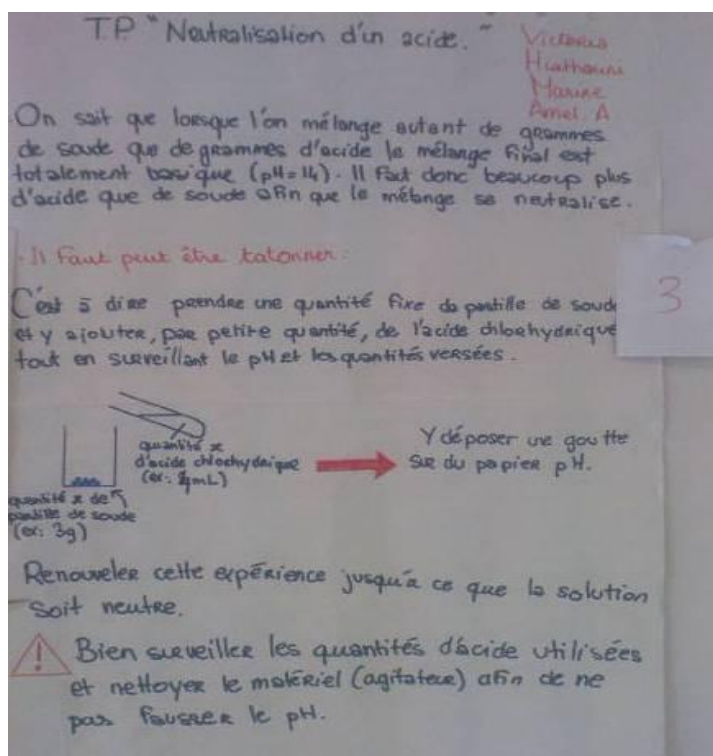 TP "Neutralisation d'un acide."
Victoria
Marine
Amel. A
On sait que lorsque l'on mélange autant de grammes
de soude que de grammes d'acide le mélange final est
totalement basique (pH=14). Il faut donc beaucoup plus
d'acide que de soude afin que le mélange se neutralise.
Il faut peut être tatonner:
C'est à dire prendre une quantité fixe de pastille de soude
et y ajouter, par petite quantité, de l'acide chlorhydrique
tout en surveillant le pH et les quantités versées.
3
quantité x
d'acide chlorhydrique
(ex: mL)
Y déposer une goutte
sur du papier pH.
quantité x de
pastille de soude
(ex: 3g)
Renouveler cette expérience jusqu'à ce que la solution
soit neutre.
! Bien surveiller les quantités d'acide utilisées
et nettoyer le matériel (agitateur) afin de ne
pas fausser le pH.